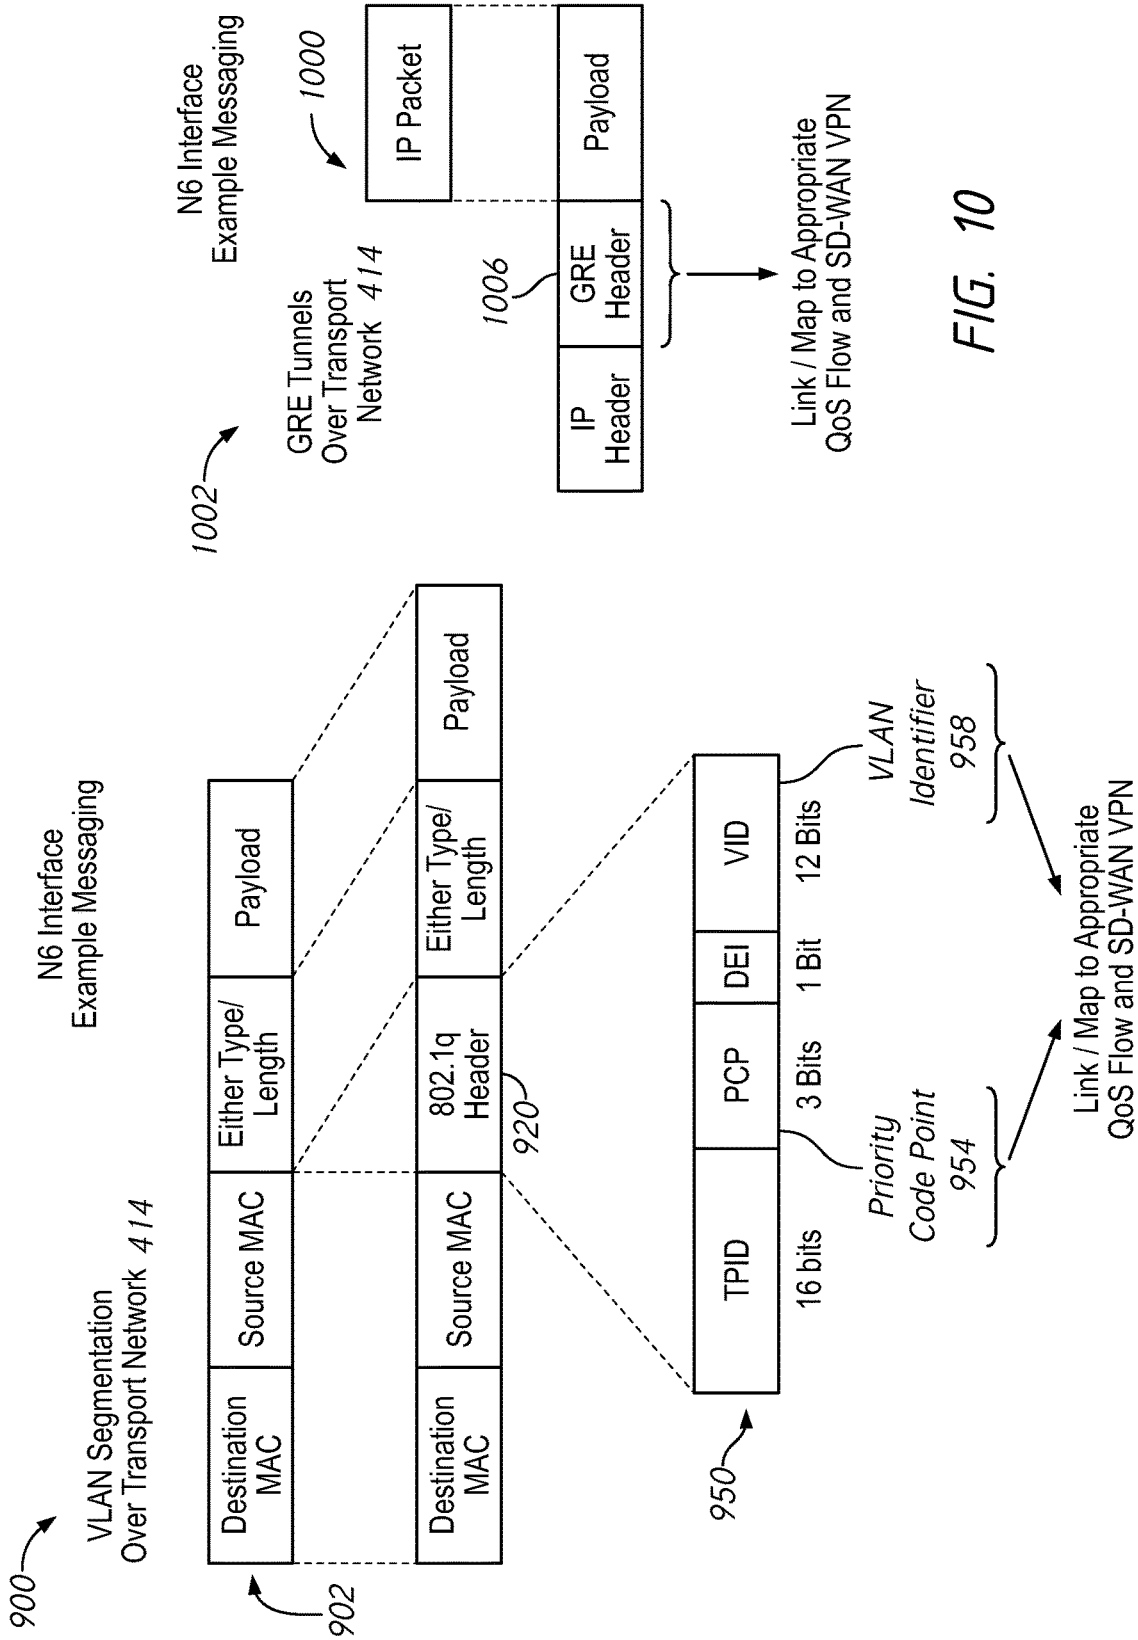 900
VLAN Segmentation
Over Transport Network 414
N6 Interface
Example Messaging
902
Destination
MAC
Source MAC
Either Type/
Length
Payload
Destination
MAC
Source MAC
802.1q
Header
Either Type/
Length
Payload
920
950
TPID
PCP
DEI
VID
16 bits
3 Bits
1 Bit
12 Bits
Priority
Code Point
954
VLAN
Identifier
958
Link / Map to Appropriate
QoS Flow and SD-WAN VPN
1002
GRE Tunnels
Over Transport
Network 414
N6 Interface
Example Messaging
1000
IP Packet
1006
IP
Header
GRE
Header
Payload
Link / Map to Appropriate
QoS Flow and SD-WAN VPN
FIG. 10